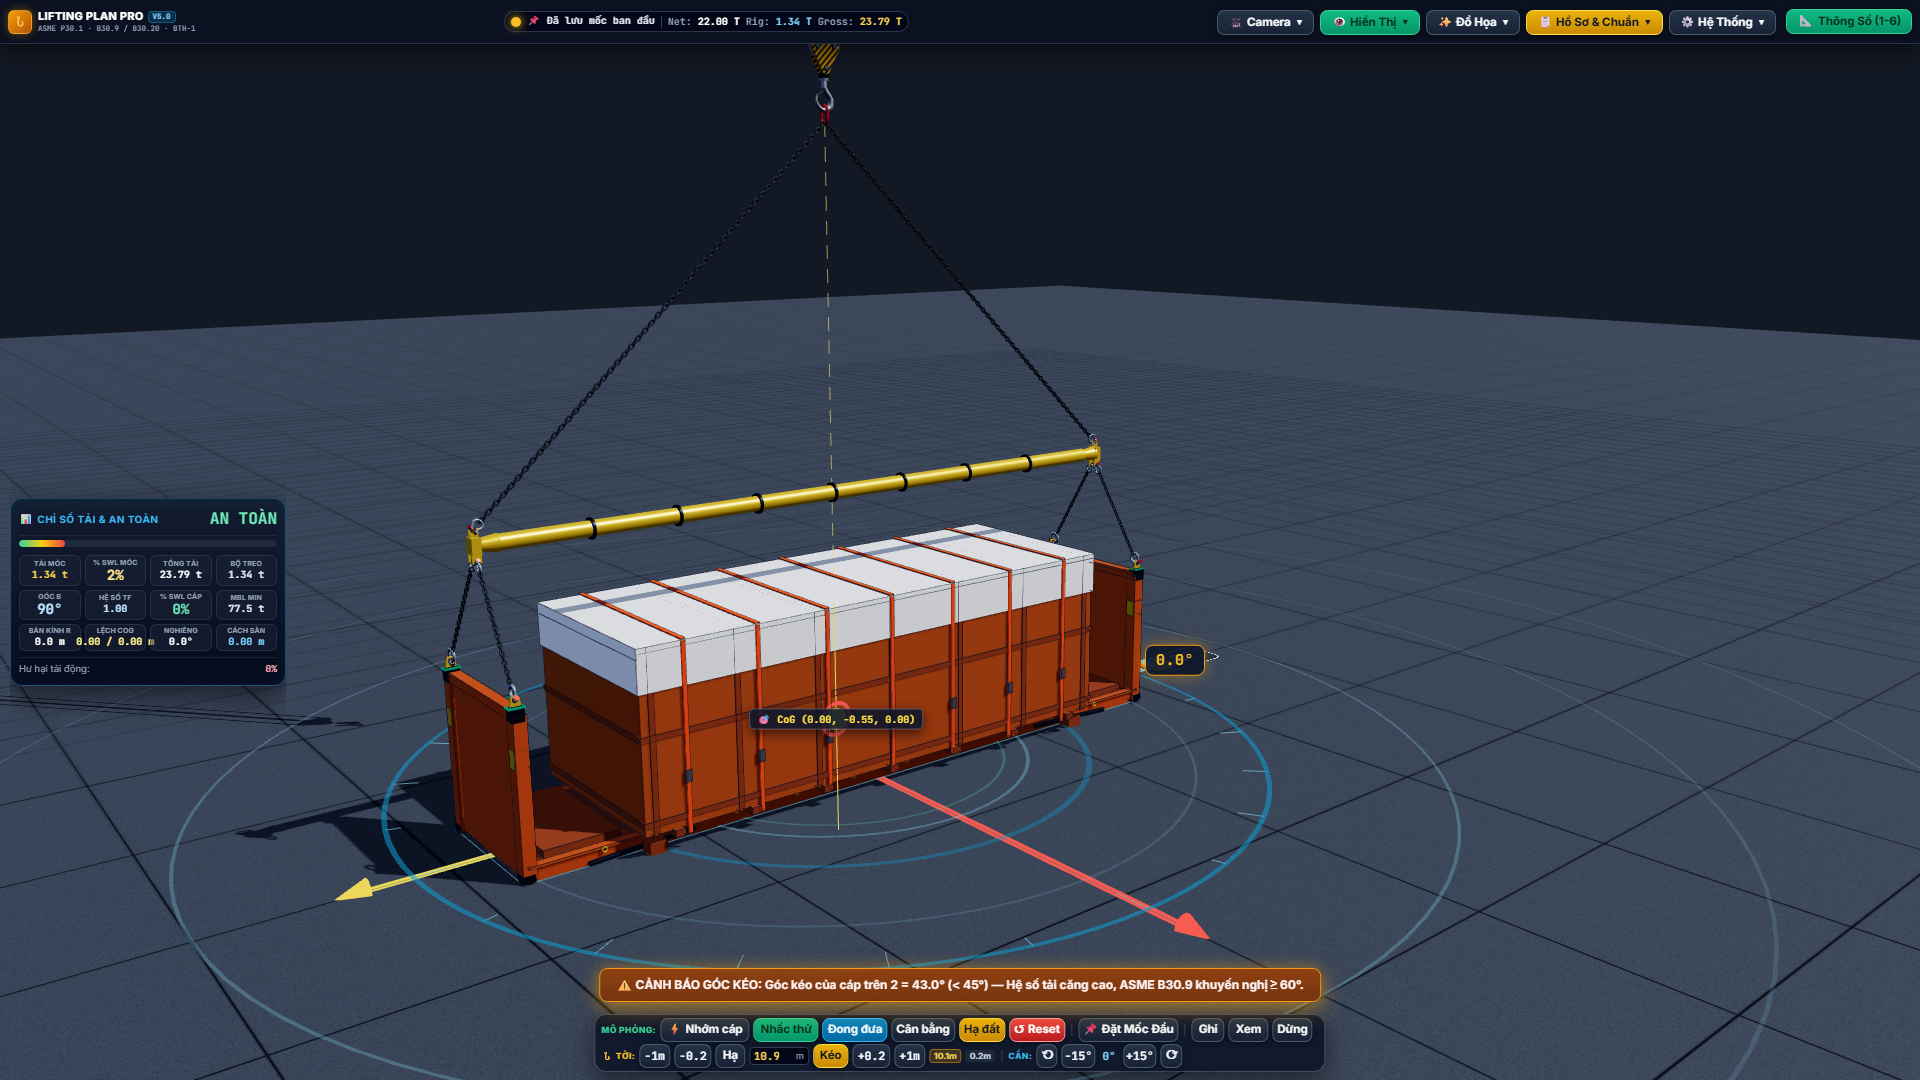 LIFTING PLAN PRO V5.0
ASME P30.1 · B30.9 / B30.20 · BTH-1
Đã lưu mốc ban đầu Net: 22.00 T Rig: 1.34 T Gross: 23.79 T
Camera ▼
Hiển Thị ▼
Đồ Họa ▼
Hồ Sơ & Chuẩn ▼
Hệ Thống ▼
Thông Số (1-6)
CHỈ SỐ TẢI & AN TOÀN AN TOÀN
TẢI MÓC % SWL MÓC TỔNG TẢI BỘ TREO
1.34 t 2% 23.79 t 1.34 t
GÓC B HỆ SỐ TF % SWL CÁP MBL MIN
90° 1.00 0% 77.5 t
BÁN KÍNH R LỆCH COG NGHIÊNG CÁCH SÀN
0.0 m 0.00 / 0.00 m 0.0° 0.00 m
Hư hại tải động: 0%
0.0°
CoG (0.00, -0.55, 0.00)
CẢNH BÁO GÓC KÉO: Góc kéo của cáp trên 2 = 43.0° (< 45°) — Hệ số tải căng cao, ASME B30.9 khuyến nghị ≥ 60°.
MÔ PHỎNG: Nhớm cáp Nhấc thử Đong đưa Cân bằng Hạ đất Reset Đặt Mốc Đầu Ghi Xem Dừng
TỜI: -1m -0.2 Hạ 10.9 m Kéo +0.2 +1m 10.1m 0.2m CẦN: -15° 0° +15°